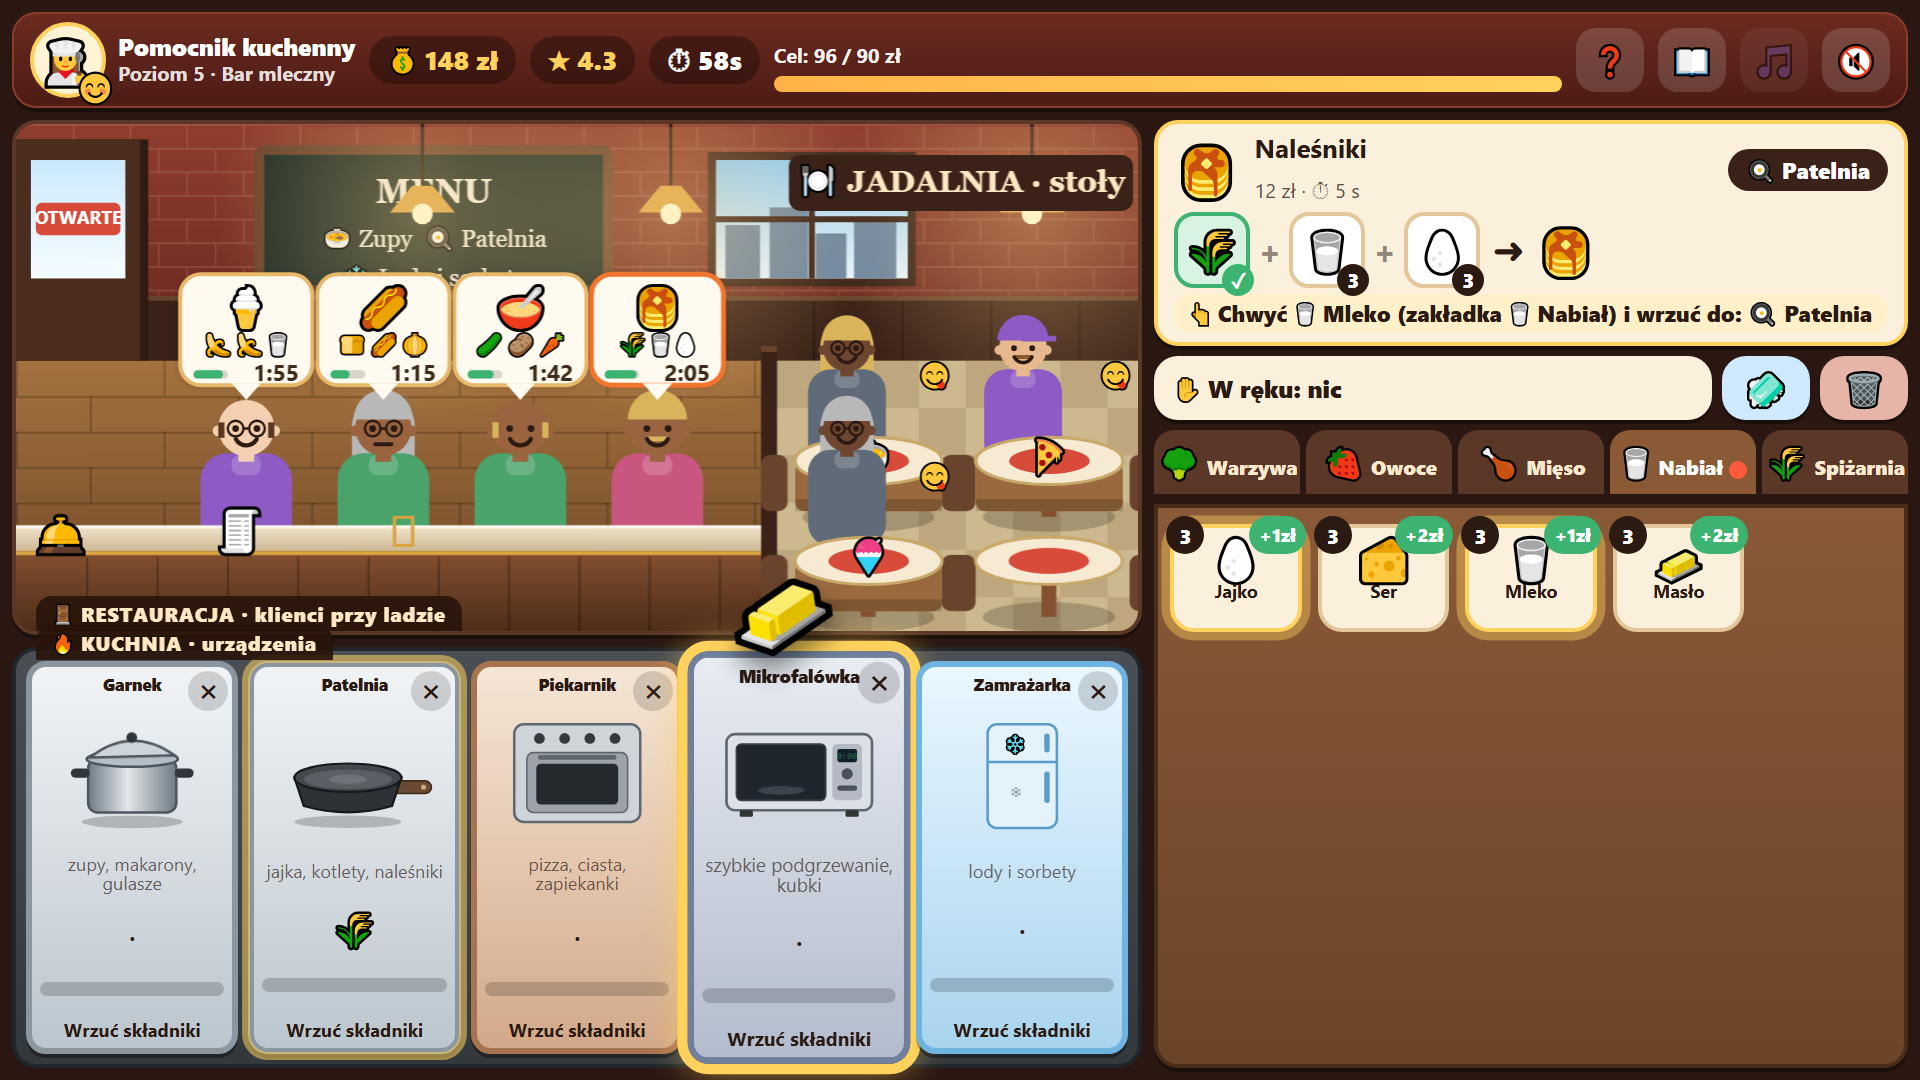 Pomocnik kuchenny
Poziom 5 · Bar mleczny
148 zł
★ 4.3
58s
Cel: 96 / 90 zł
OTWARTE
MENU
Zupy Patelnia
JADALNIA · stoły
1:55
1:15
1:42
2:05
RESTAURACJA · klienci przy ladzie
KUCHNIA · urządzenia
Garnek
zupy, makarony,
gulasze
Wrzuć składniki
Patelnia
jajka, kotlety, naleśniki
Wrzuć składniki
Piekarnik
pizza, ciasta,
zapiekanki
Wrzuć składniki
Mikrofalówka
szybkie podgrzewanie,
kubki
Wrzuć składniki
Zamrażarka
lody i sorbety
Wrzuć składniki
Naleśniki
12 zł · 5 s
Patelnia
+ 3 + 3 →
Chwyć Mleko (zakładka Nabiał) i wrzuć do: Patelnia
W ręku: nic
Warzywa
Owoce
Mięso
Nabiał
Spiżarnia
3 +1zł
Jajko
3 +2zł
Ser
3 +1zł
Mleko
3 +2zł
Masło